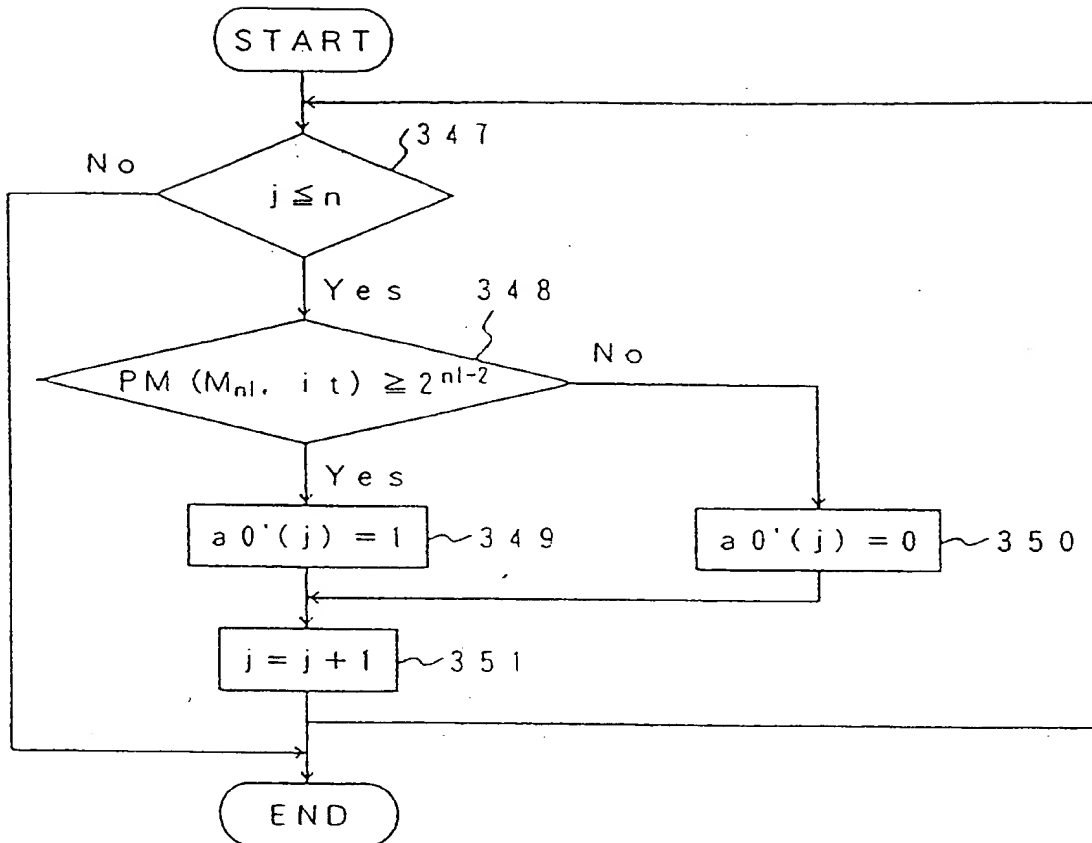 START
347
No
j ≦ n
Yes
348
No
PM (Mnl, i t) ≧ 2^nl-2
Yes
a 0'(j) = 1
349
a 0'(j) = 0
350
j = j + 1
351
END